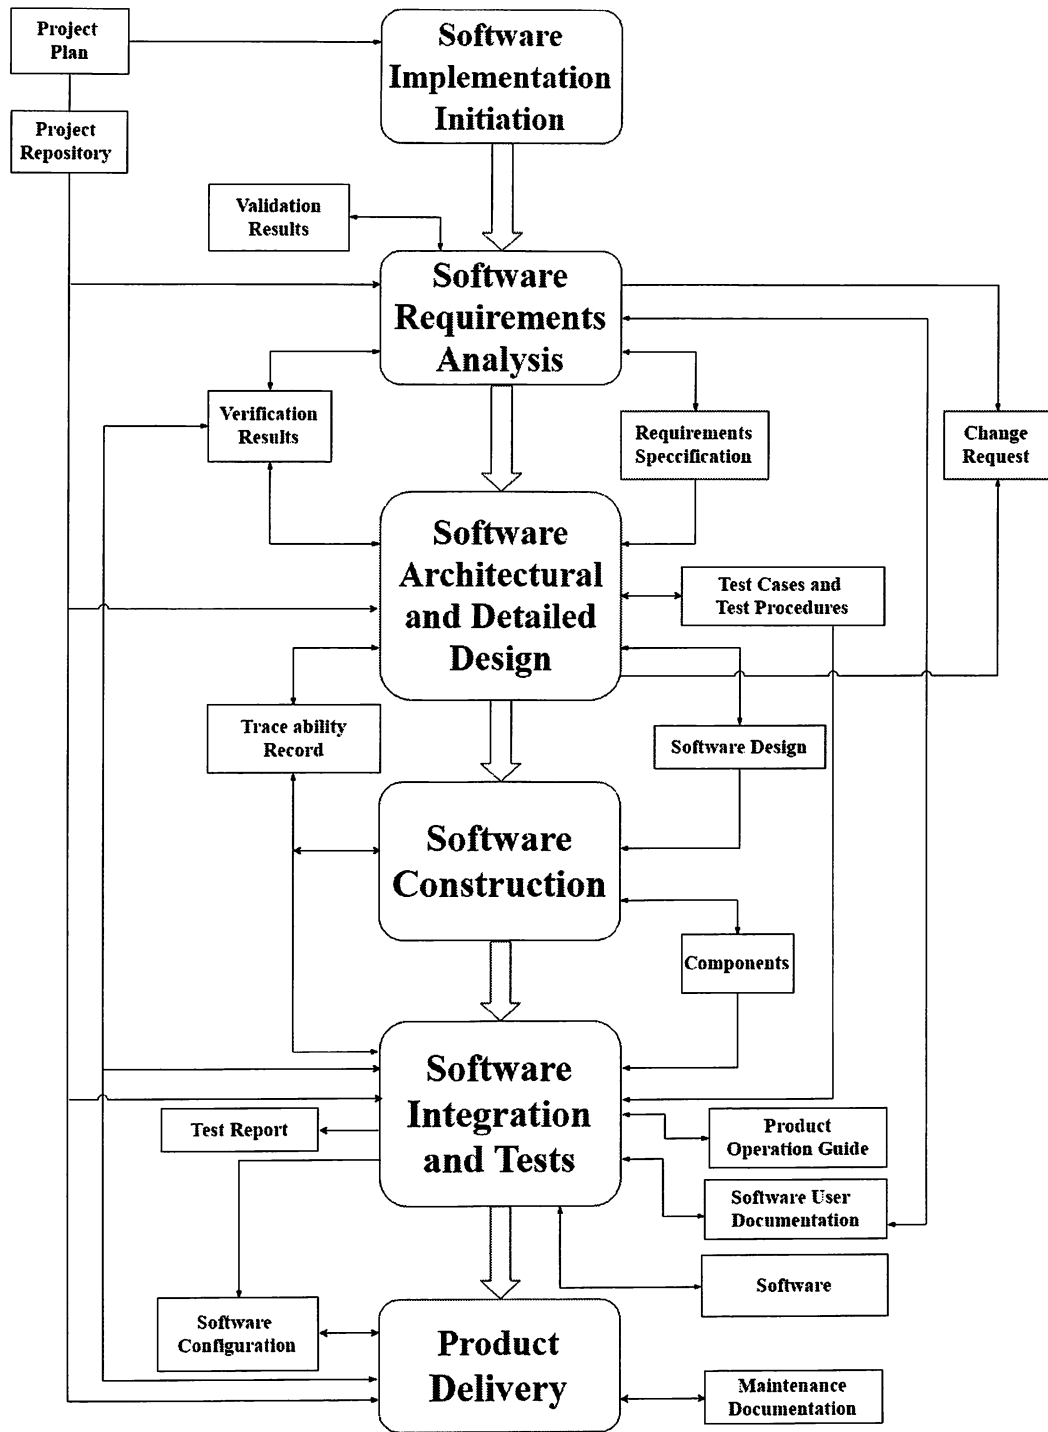 Project
Plan
Software
Implementation
Initiation
Project
Repository
Validation
Results
Software
Requirements
Analysis
Verification
Results
Requirements
Speccification
Change
Request
Software
Architectural
and Detailed
Design
Test Cases and
Test Procedures
Trace ability
Record
Software Design
Software
Construction
Components
Software
Integration
and Tests
Test Report
Product
Operation Guide
Software User
Documentation
Software
Software
Configuration
Product
Delivery
Maintenance
Documentation